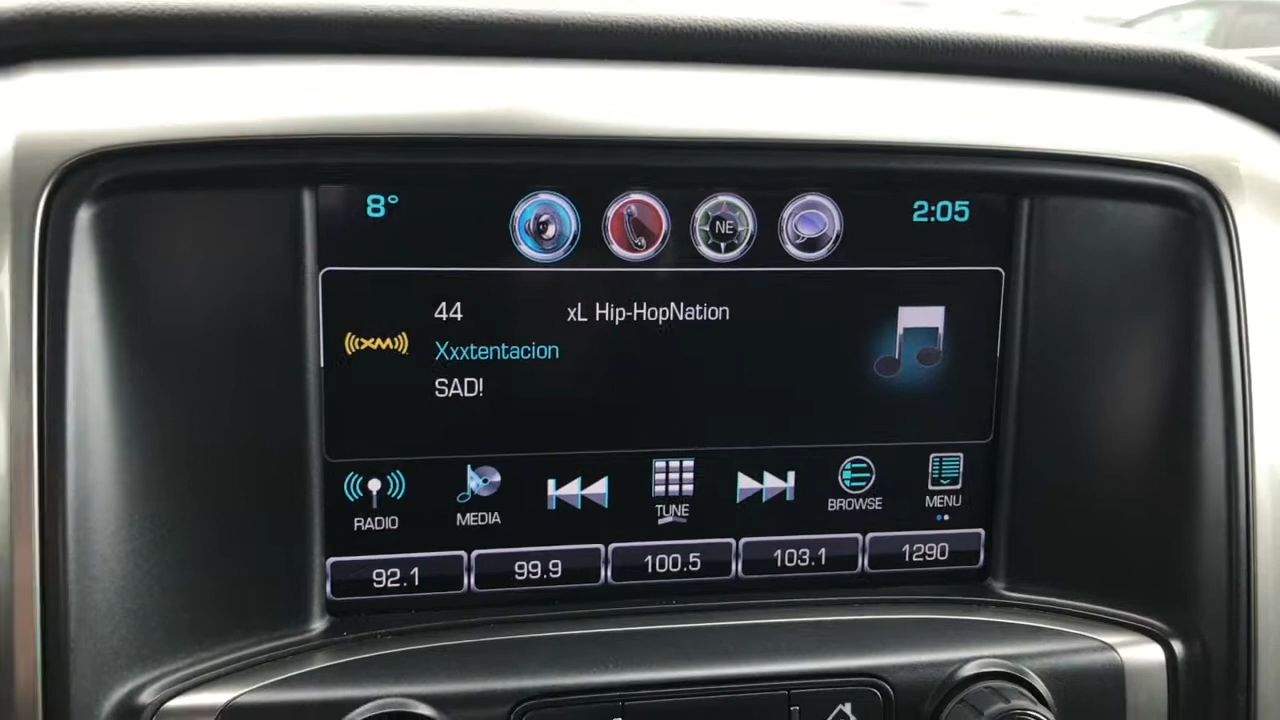 8°
NE
2:05
44 xL Hip-HopNation
XM
Xxxtentacion
SAD!
RADIO MEDIA TUNE BROWSE MENU
92.1 99.9 100.5 103.1 1290